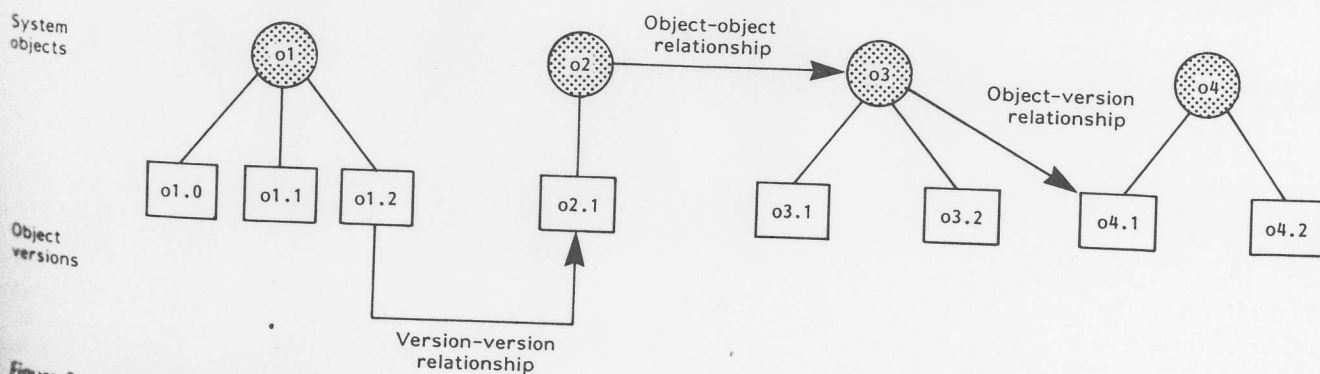 System
objects
o1
o2
Object-object
relationship
o3
Object-version
relationship
o4
o1.0
o1.1
o1.2
o2.1
o3.1
o3.2
o4.1
o4.2
Object
versions
Version-version
relationship
Figure